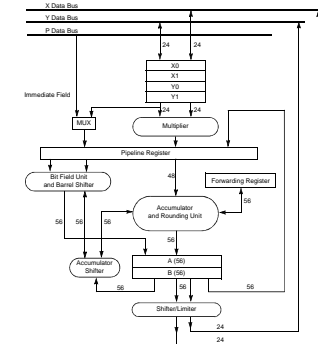 X Data Bus
Y Data Bus
P Data Bus
24
24
X0
X1
Y0
Y1
Immediate Field
24
24
MUX
Multiplier
Pipeline Register
48
Bit Field Unit
and Barrel Shifter
Forwarding Register
Accumulator
and Rounding Unit
56
56
56
56
56
56
Accumulator
Shifter
A (56)
B (56)
56
56
56
Shifter/Limiter
24
24